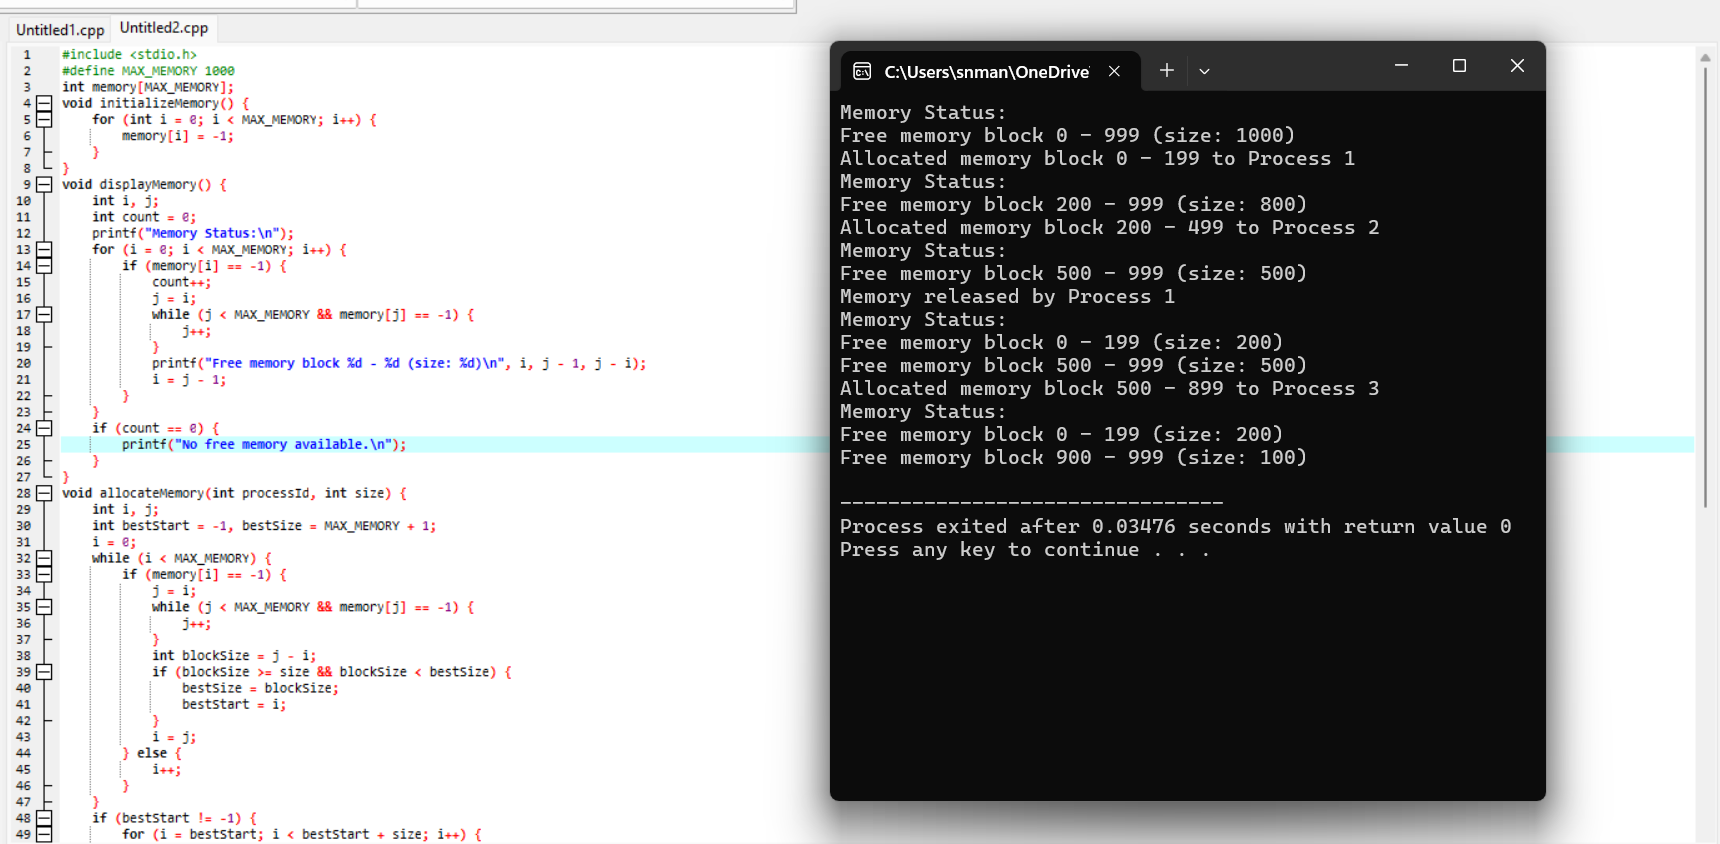 Untitled1.cpp
Untitled2.cpp
1 #include <stdio.h>
2 #define MAX_MEMORY 1000
3 int memory[MAX_MEMORY];
4 void initializeMemory() {
5 for (int i = 0; i < MAX_MEMORY; i++) {
6 memory[i] = -1;
7 }
8 }
9 void displayMemory() {
10 int i, j;
11 int count = 0;
12 printf("Memory Status:\n");
13 for (i = 0; i < MAX_MEMORY; i++) {
14 if (memory[i] == -1) {
15 count++;
16 j = i;
17 while (j < MAX_MEMORY && memory[j] == -1) {
18 j++;
19 }
20 printf("Free memory block %d - %d (size: %d)\n", i, j - 1, j - i);
21 i = j - 1;
22 }
23 }
24 if (count == 0) {
25 printf("No free memory available.\n");
26 }
27 }
28 void allocateMemory(int processId, int size) {
29 int i, j;
30 int bestStart = -1, bestSize = MAX_MEMORY + 1;
31 i = 0;
32 while (i < MAX_MEMORY) {
33 if (memory[i] == -1) {
34 j = i;
35 while (j < MAX_MEMORY && memory[j] == -1) {
36 j++;
37 }
38 int blockSize = j - i;
39 if (blockSize >= size && blockSize < bestSize) {
40 bestSize = blockSize;
41 bestStart = i;
42 }
43 i = j;
44 } else {
45 i++;
46 }
47 }
48 if (bestStart != -1) {
49 for (i = bestStart; i < bestStart + size; i++) {
C:\Users\snman\OneDrive
Memory Status:
Free memory block 0 - 999 (size: 1000)
Allocated memory block 0 - 199 to Process 1
Memory Status:
Free memory block 200 - 999 (size: 800)
Allocated memory block 200 - 499 to Process 2
Memory Status:
Free memory block 500 - 999 (size: 500)
Memory released by Process 1
Memory Status:
Free memory block 0 - 199 (size: 200)
Free memory block 500 - 999 (size: 500)
Allocated memory block 500 - 899 to Process 3
Memory Status:
Free memory block 0 - 199 (size: 200)
Free memory block 900 - 999 (size: 100)
--------------------------------
Process exited after 0.03476 seconds with return value 0
Press any key to continue . . .